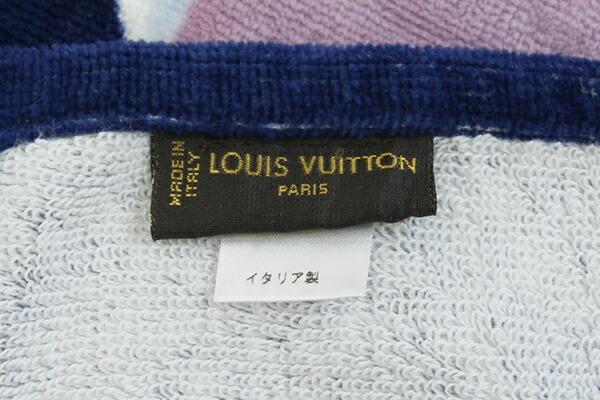 MADE IN
ITALY
LOUIS VUITTON
PARIS
イタリア製